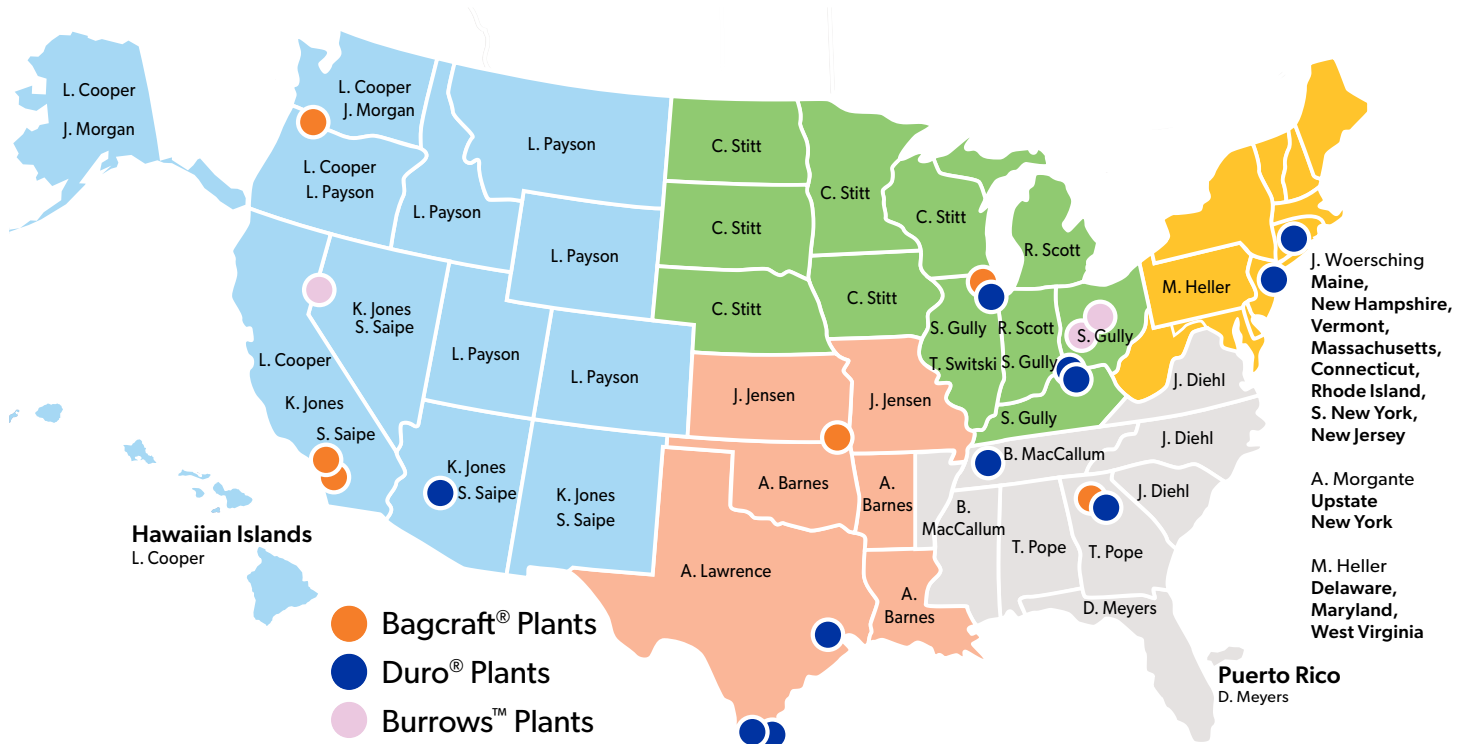 L. Cooper
J. Morgan
L. Cooper
J. Morgan
L. Cooper
L. Payson
L. Payson
L. Payson
L. Payson
K. Jones
S. Saipe
L. Cooper
K. Jones
S. Saipe
L. Payson
L. Payson
K. Jones
S. Saipe
K. Jones
S. Saipe
C. Stitt
C. Stitt
C. Stitt
C. Stitt
C. Stitt
C. Stitt
R. Scott
S. Gully
T. Switski
R. Scott
S. Gully
S. Gully
S. Gully
J. Jensen
J. Jensen
A. Barnes
A.
Barnes
A. Lawrence
A.
Barnes
B. MacCallum
B.
MacCallum
T. Pope
T. Pope
J. Diehl
J. Diehl
J. Diehl
D. Meyers
M. Heller
J. Woersching
Maine,
New Hampshire,
Vermont,
Massachusetts,
Connecticut,
Rhode Island,
S. New York,
New Jersey
A. Morgante
Upstate
New York
M. Heller
Delaware,
Maryland,
West Virginia
Hawaiian Islands
L. Cooper
Puerto Rico
D. Meyers
Bagcraft® Plants
Duro® Plants
Burrows™ Plants